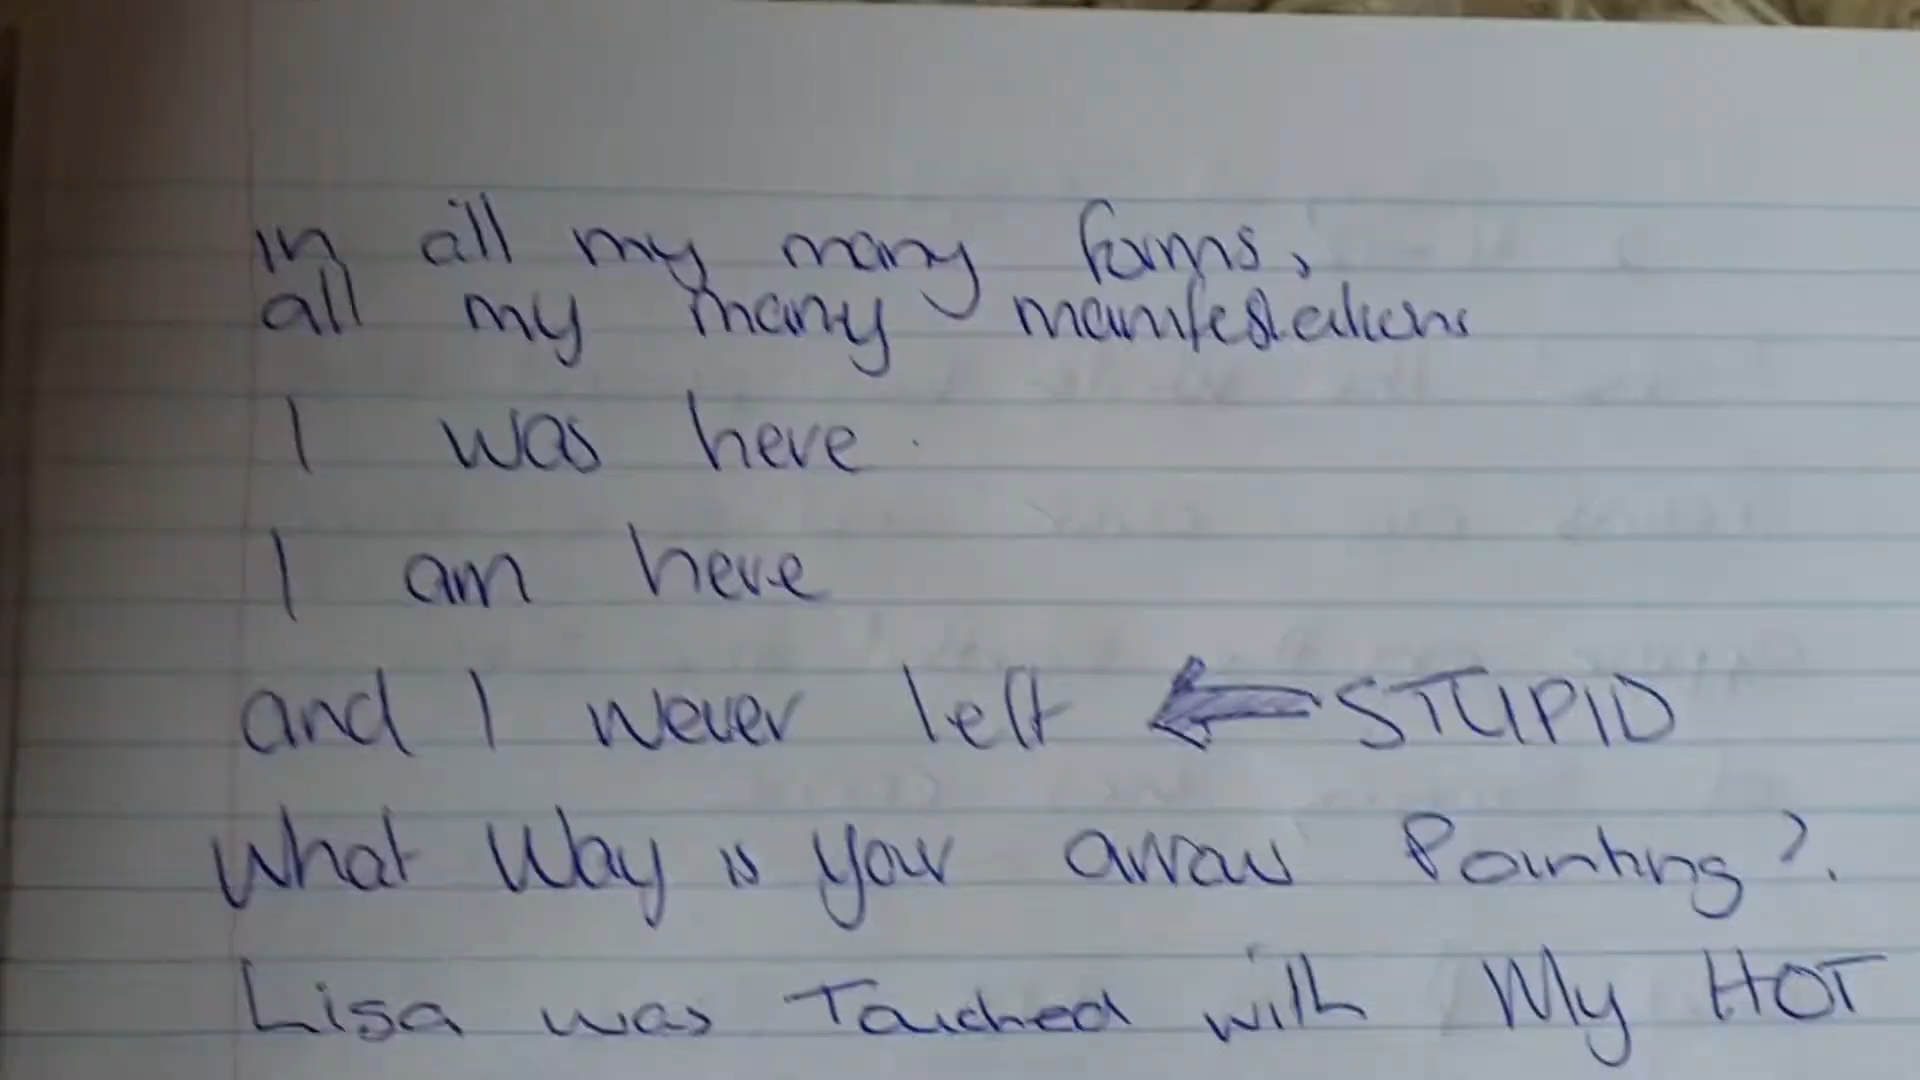 in all my many forms,
all my many manifestations
I was here.
I am here
and I never left ← STUPID
What Way is your arrow Pointing?.
Lisa was Touched with My HOT